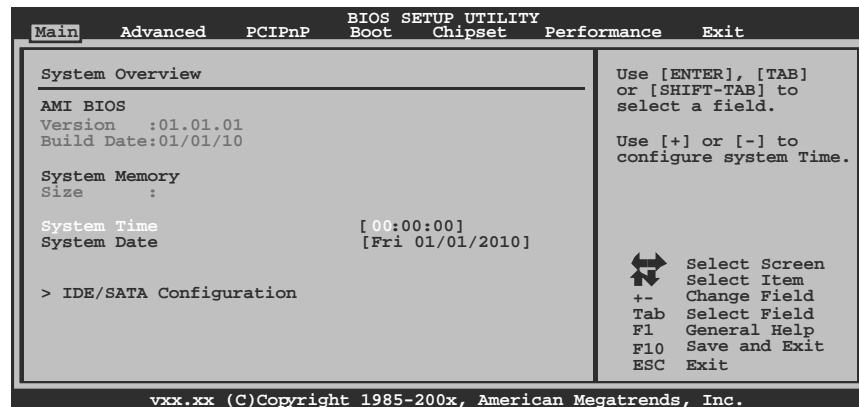 BIOS SETUP UTILITY
Main Advanced PCIPnP Boot Chipset Performance Exit
System Overview
AMI BIOS
Version :01.01.01
Build Date:01/01/10
System Memory
Size :
System Time [ 00:00:00]
System Date [Fri 01/01/2010]
> IDE/SATA Configuration
Use [ENTER], [TAB]
or [SHIFT-TAB] to
select a field.
Use [+] or [-] to
configure system Time.
Select Screen
Select Item
+- Change Field
Tab Select Field
F1 General Help
F10 Save and Exit
ESC Exit
vxx.xx (C)Copyright 1985-200x, American Megatrends, Inc.